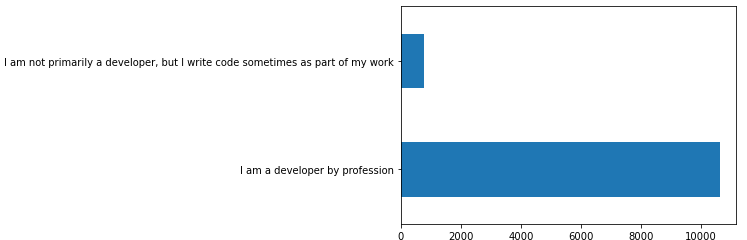 I am not primarily a developer, but I write code sometimes as part of my work
I am a developer by profession
0 2000 4000 6000 8000 10000